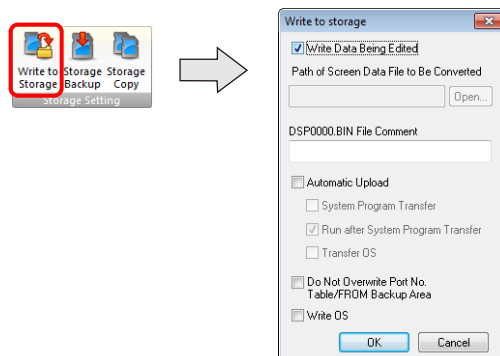 Write to Storage Storage
Storage Backup Copy
Storage Setting
Write to storage
Write Data Being Edited
Path of Screen Data File to Be Converted
Open...
DSP0000.BIN File Comment
Automatic Upload
System Program Transfer
Run after System Program Transfer
Transfer OS
Do Not Overwrite Port No.
Table/FROM Backup Area
Write OS
OK Cancel